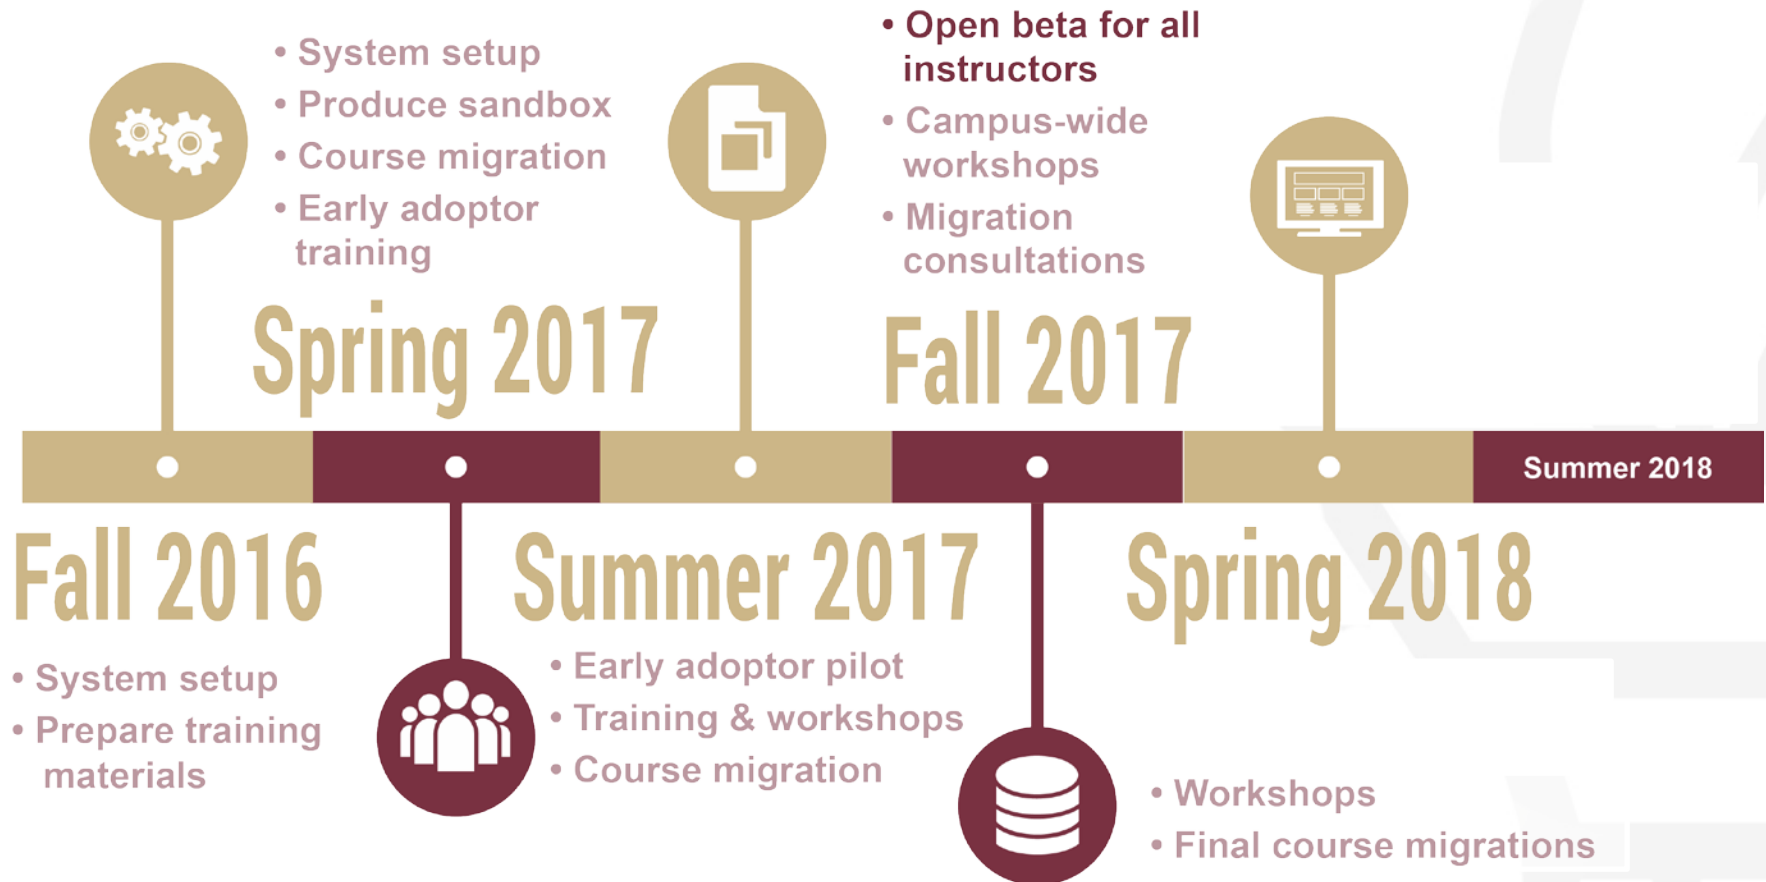 • System setup
• Produce sandbox
• Course migration
• Early adoptor
training
Spring 2017
• Open beta for all
instructors
• Campus-wide
workshops
• Migration
consultations
Fall 2017
Summer 2018
Fall 2016
• System setup
• Prepare training
materials
Summer 2017
• Early adoptor pilot
• Training & workshops
• Course migration
Spring 2018
• Workshops
• Final course migrations